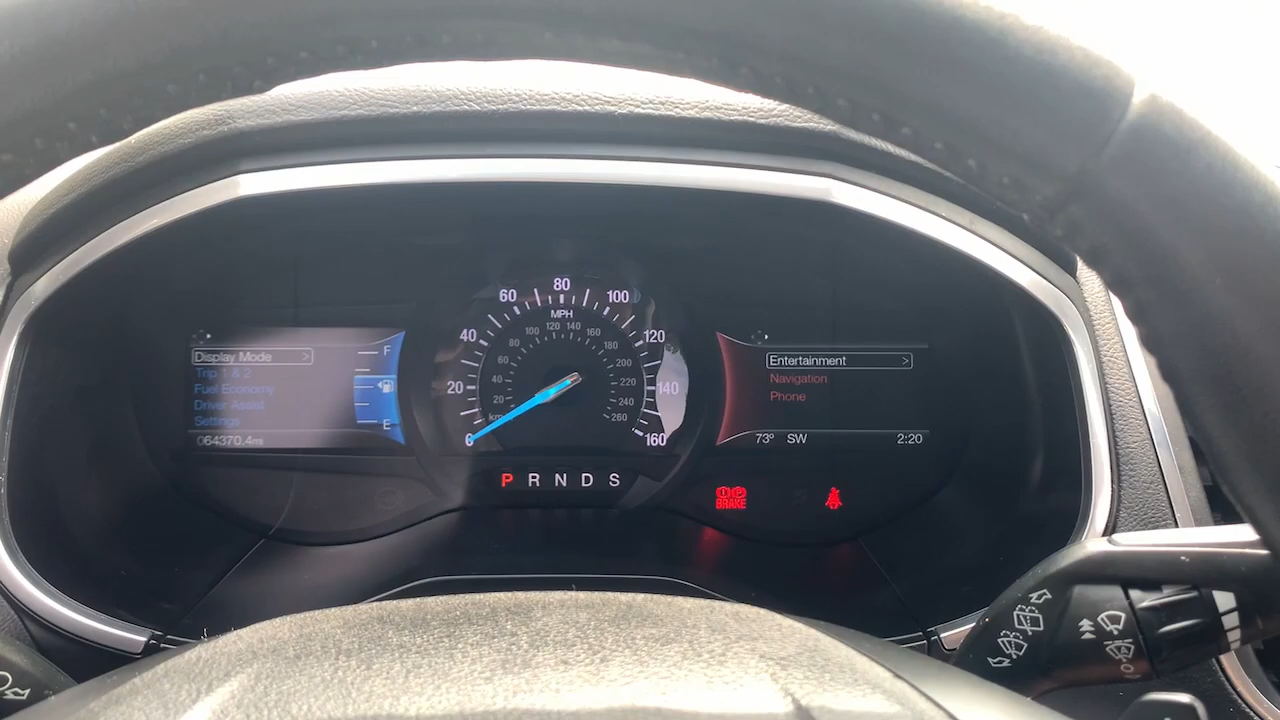 Display Mode >
Trip 1 & 2
Fuel Economy
Driver Assist
Settings
064370.4mi
F
E
0
20
40
60
80
100
120
140
160
MPH
20
40
60
80
100
120
140
160
180
200
220
240
260
P R N D S
Entertainment >
Navigation
Phone
73° SW 2:20
BRAKE